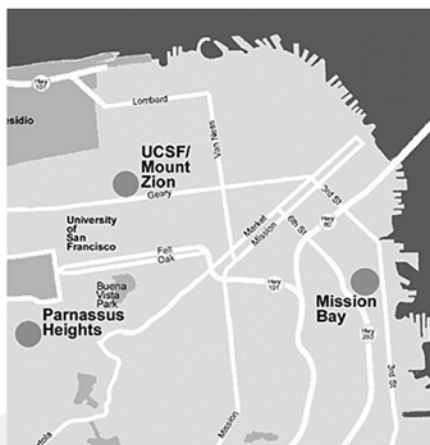 Hwy
101
Lombard
esidio
UCSF/
Mount
Zion
Van Ness
Geary
3rd St
Market
Mission
6th St
Hwy
80
University
of
San
Francisco
Fell
Oak
Buena
Vista
Park
Hwy
101
Mission
Bay
Parnassus
Heights
Hwy
280
3rd St
Mission
rtola